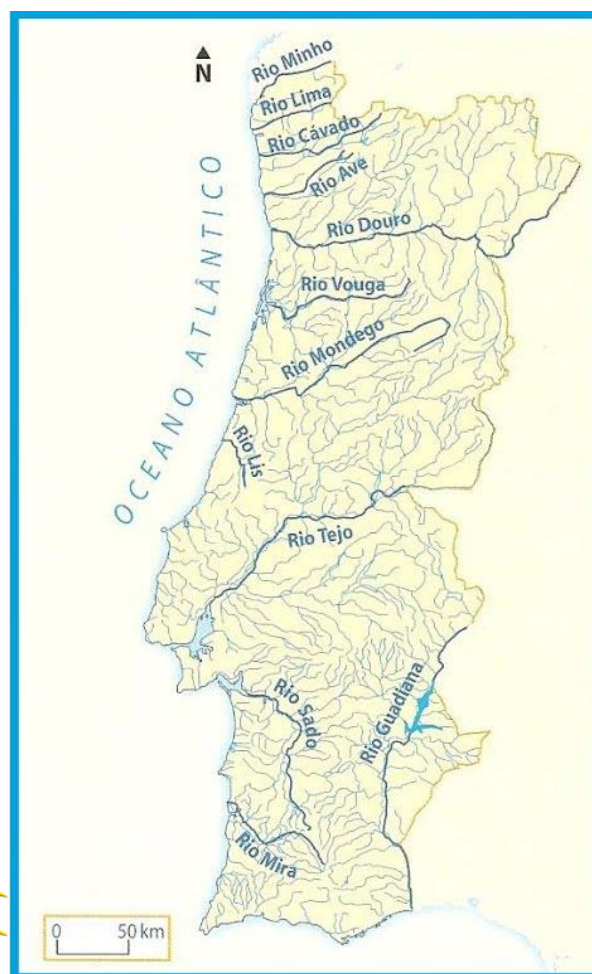 N
Rio Minho
Rio Lima
Rio Cávado
Rio Ave
Rio Douro
OCEANO ATLÂNTICO
Rio Vouga
Rio Mondego
Rio Lis
Rio Tejo
Rio Sado
Rio Guadiana
Rio Mira
0 50 km